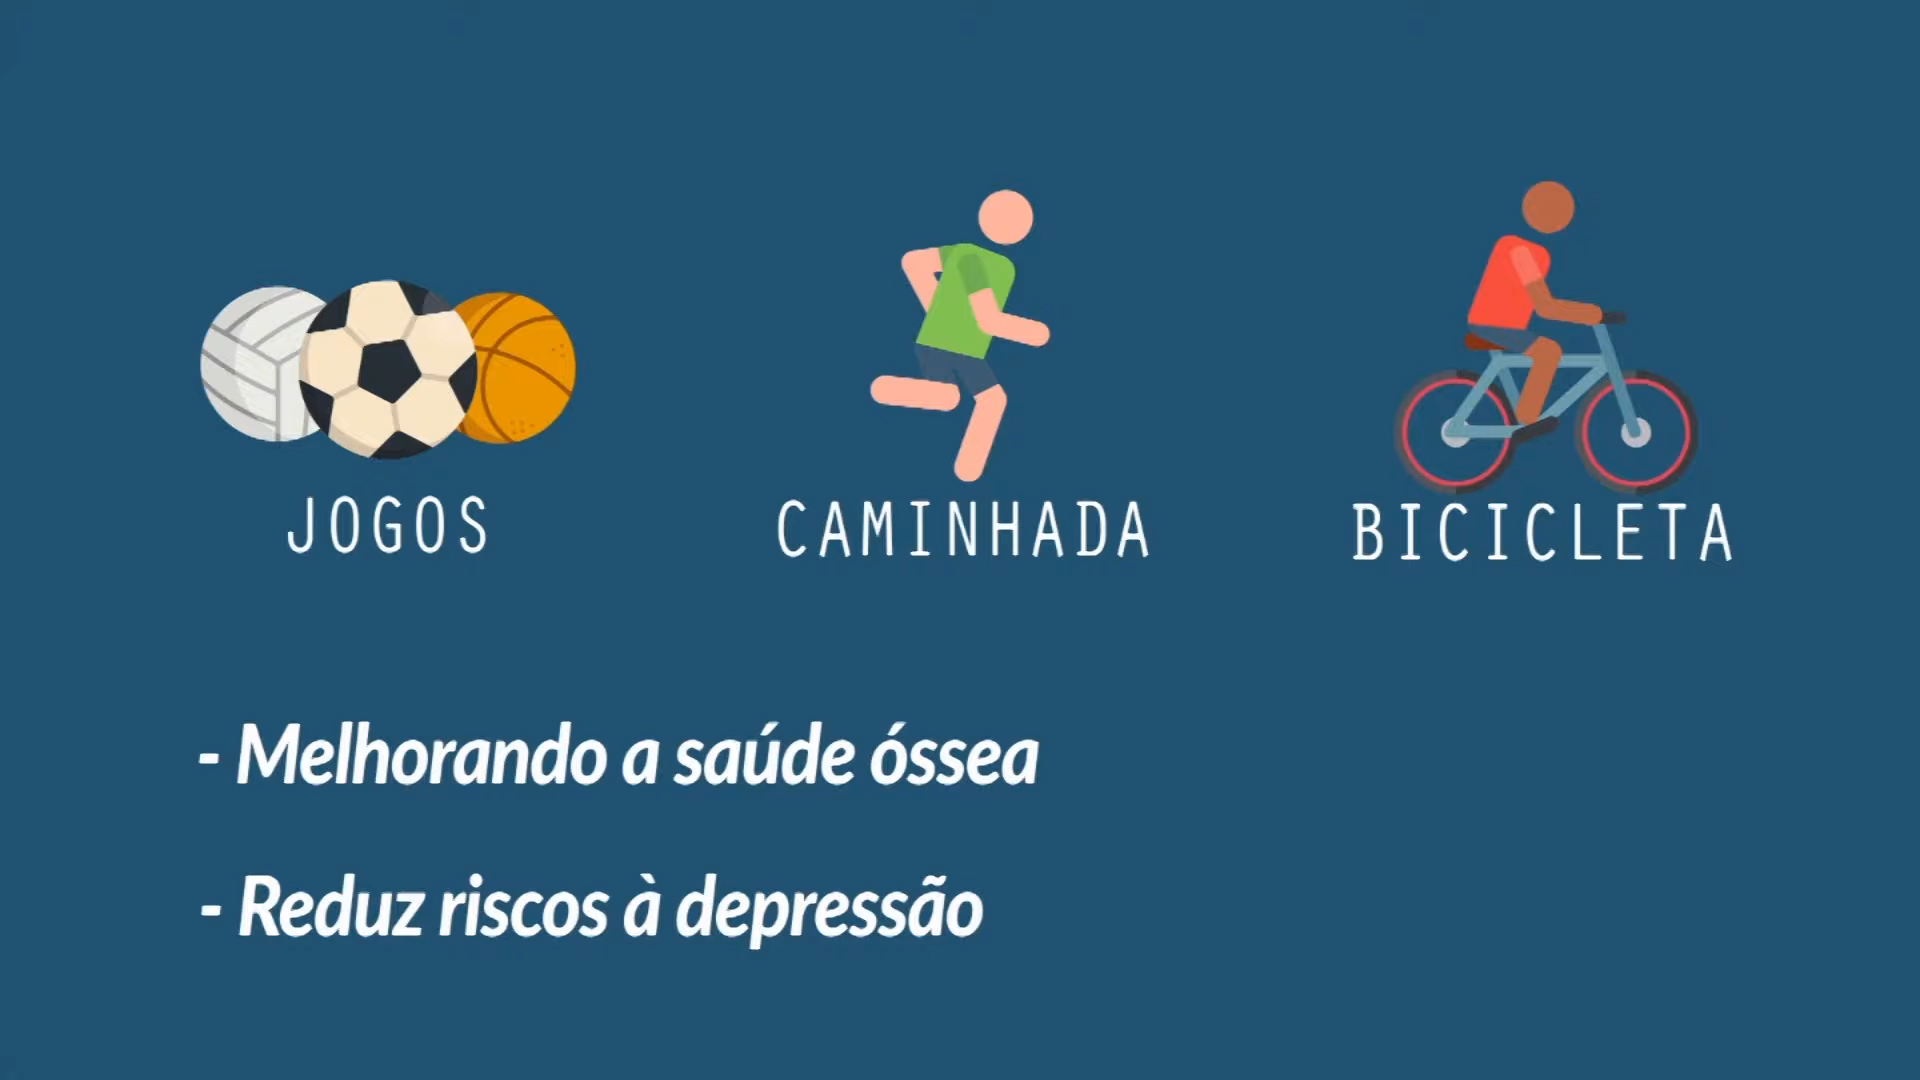 JOGOS
CAMINHADA
BICICLETA
- Melhorando a saúde óssea
- Reduz riscos à depressão